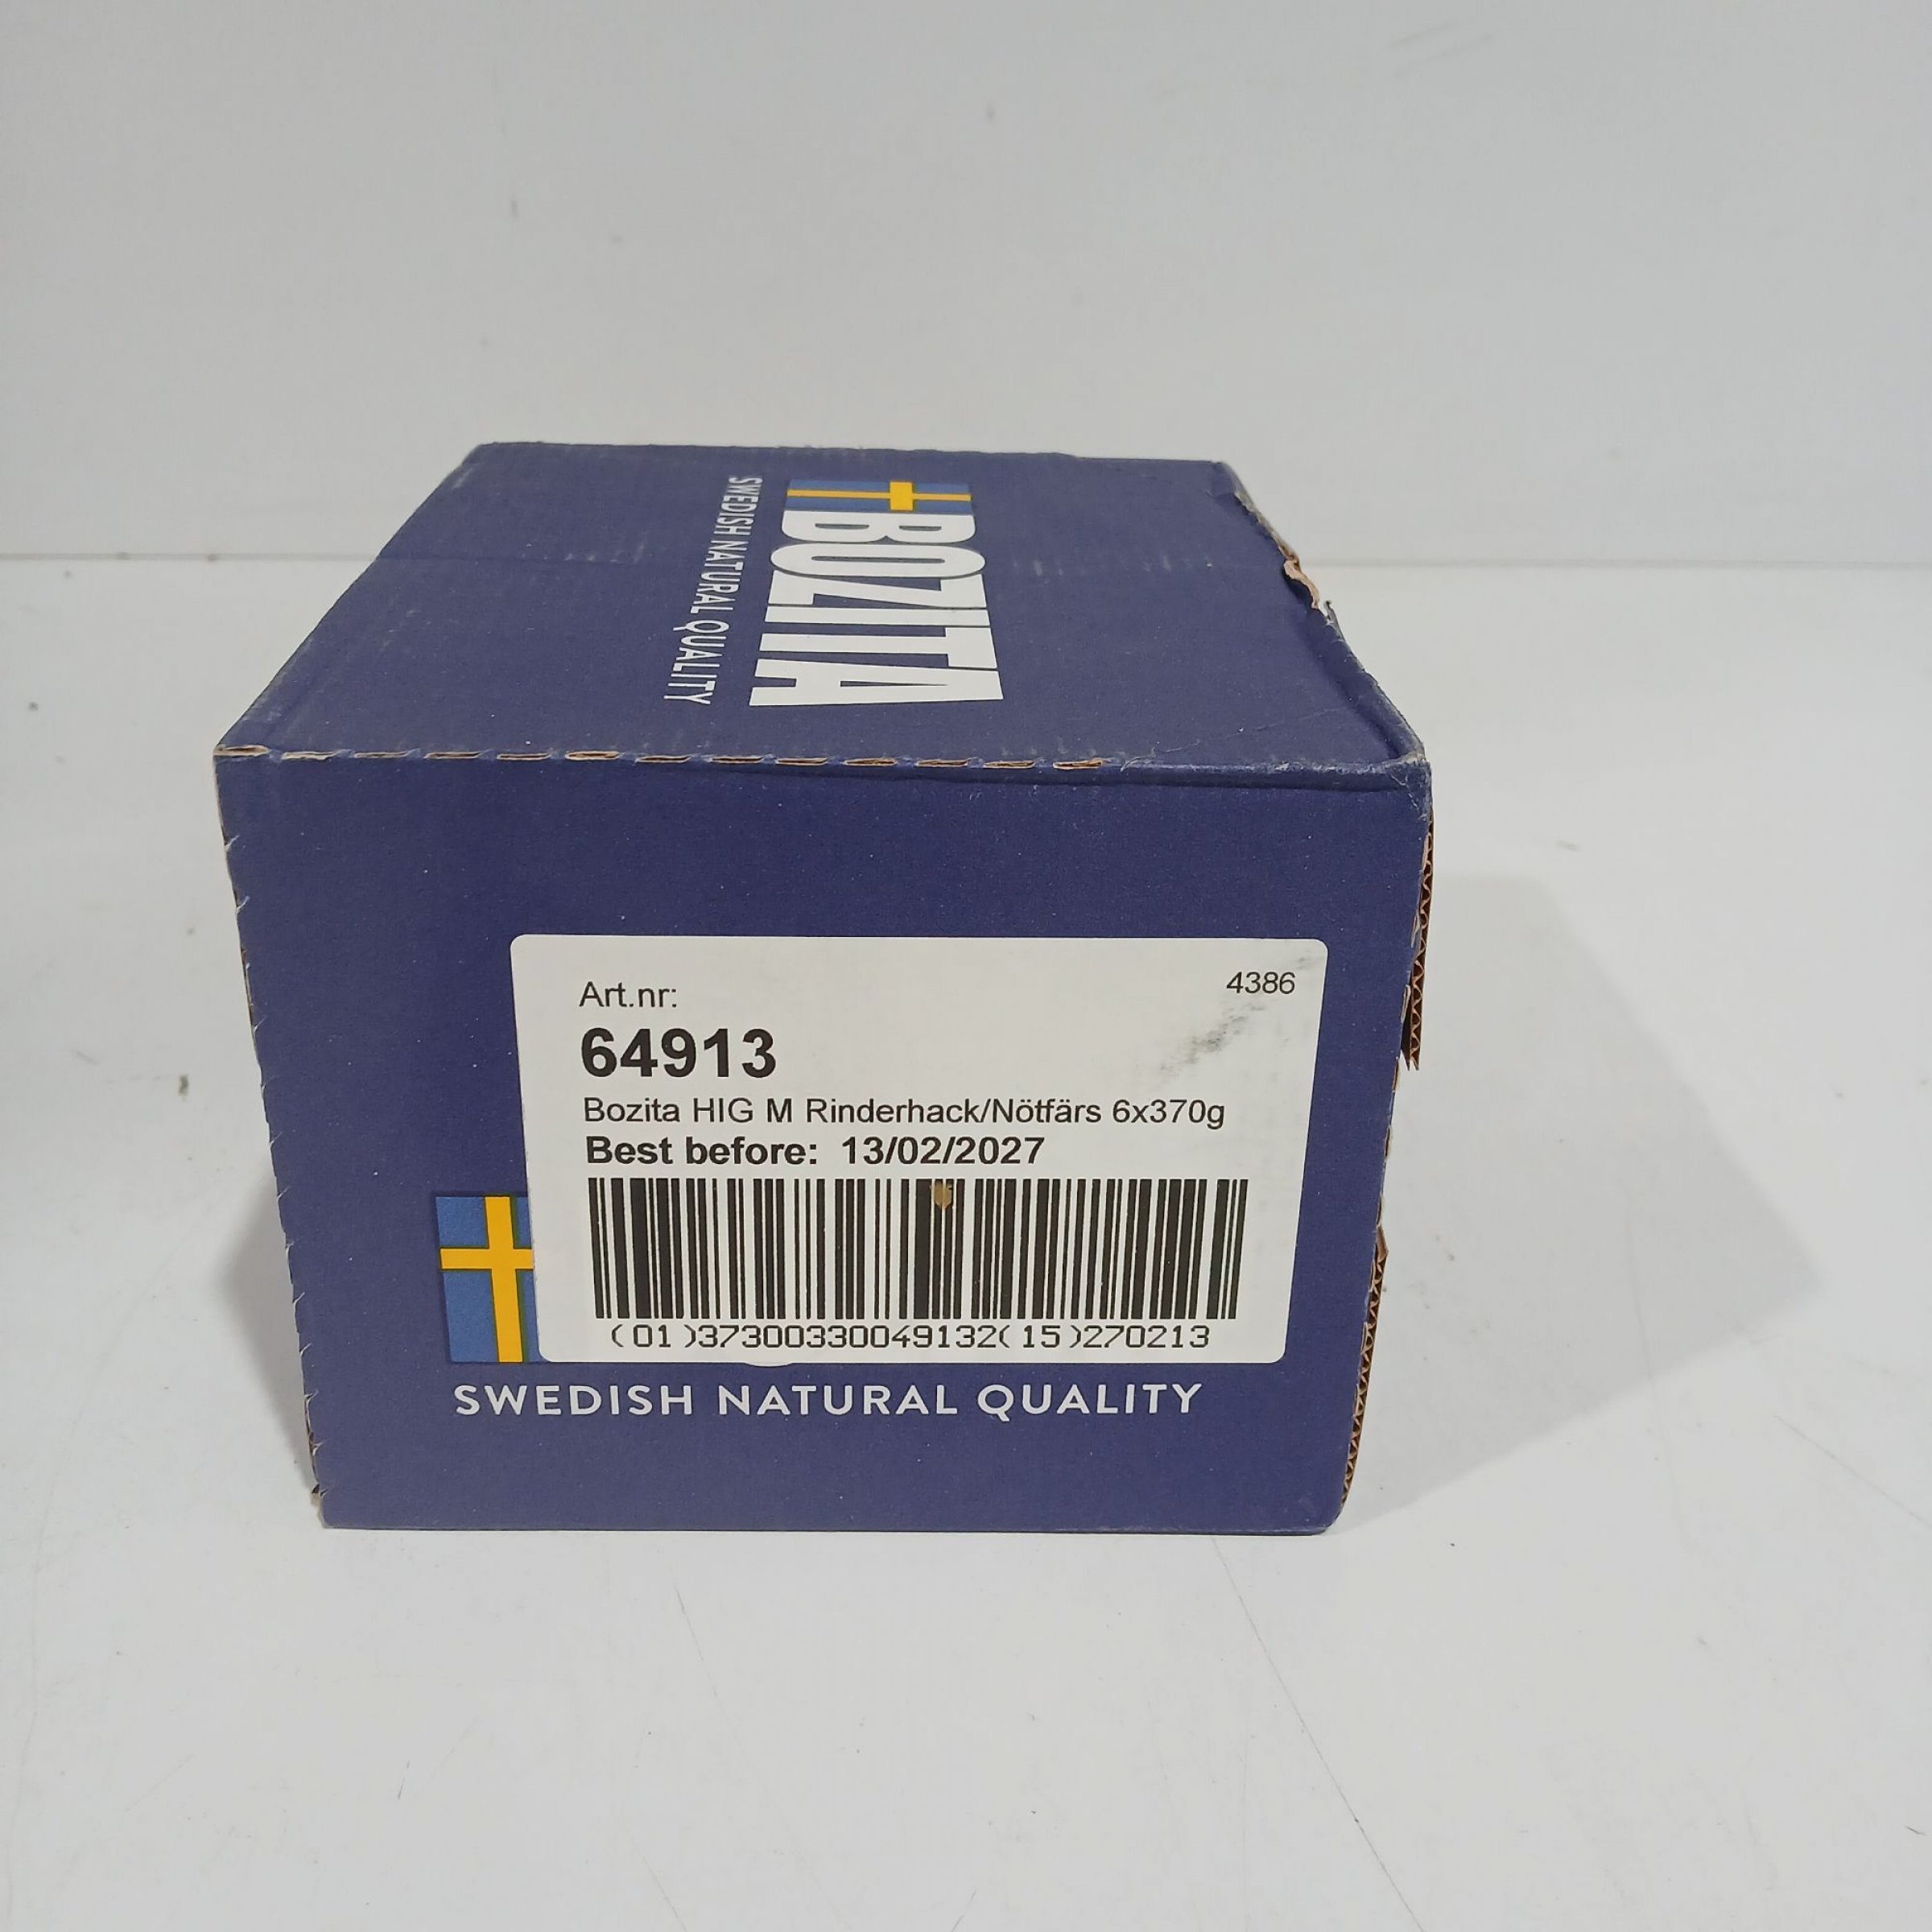 BOZITA
SWEDISH NATURAL QUALITY
Art.nr:
4386
64913
Bozita HIG M Rinderhack/Nötfärs 6x370g
Best before: 13/02/2027
(01)37300330049132(15)270213
SWEDISH NATURAL QUALITY